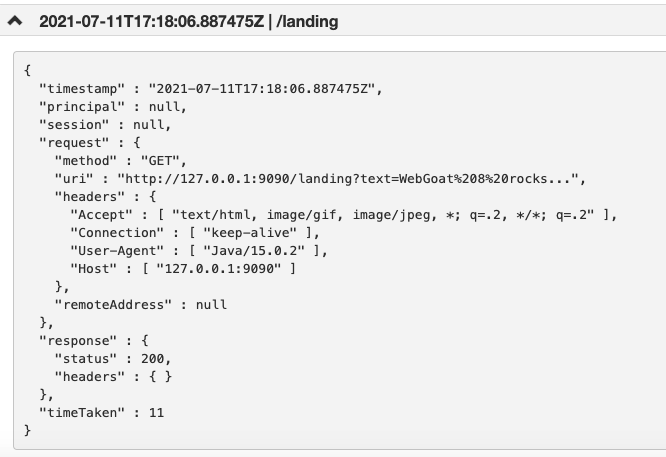 2021-07-11T17:18:06.887475Z | /landing
{
  "timestamp" : "2021-07-11T17:18:06.887475Z",
  "principal" : null,
  "session" : null,
  "request" : {
    "method" : "GET",
    "uri" : "http://127.0.0.1:9090/landing?text=WebGoat%208%20rocks...",
    "headers" : {
      "Accept" : [ "text/html, image/gif, image/jpeg, *; q=.2, */*; q=.2" ],
      "Connection" : [ "keep-alive" ],
      "User-Agent" : [ "Java/15.0.2" ],
      "Host" : [ "127.0.0.1:9090" ]
    },
    "remoteAddress" : null
  },
  "response" : {
    "status" : 200,
    "headers" : { }
  },
  "timeTaken" : 11
}